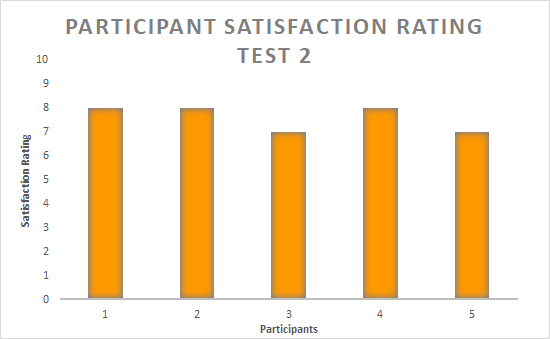 PARTICIPANT SATISFACTION RATING
TEST 2
10
9
8
7
6
5
4
3
2
1
0
Satisfaction Rating
1 2 3 4 5
Participants